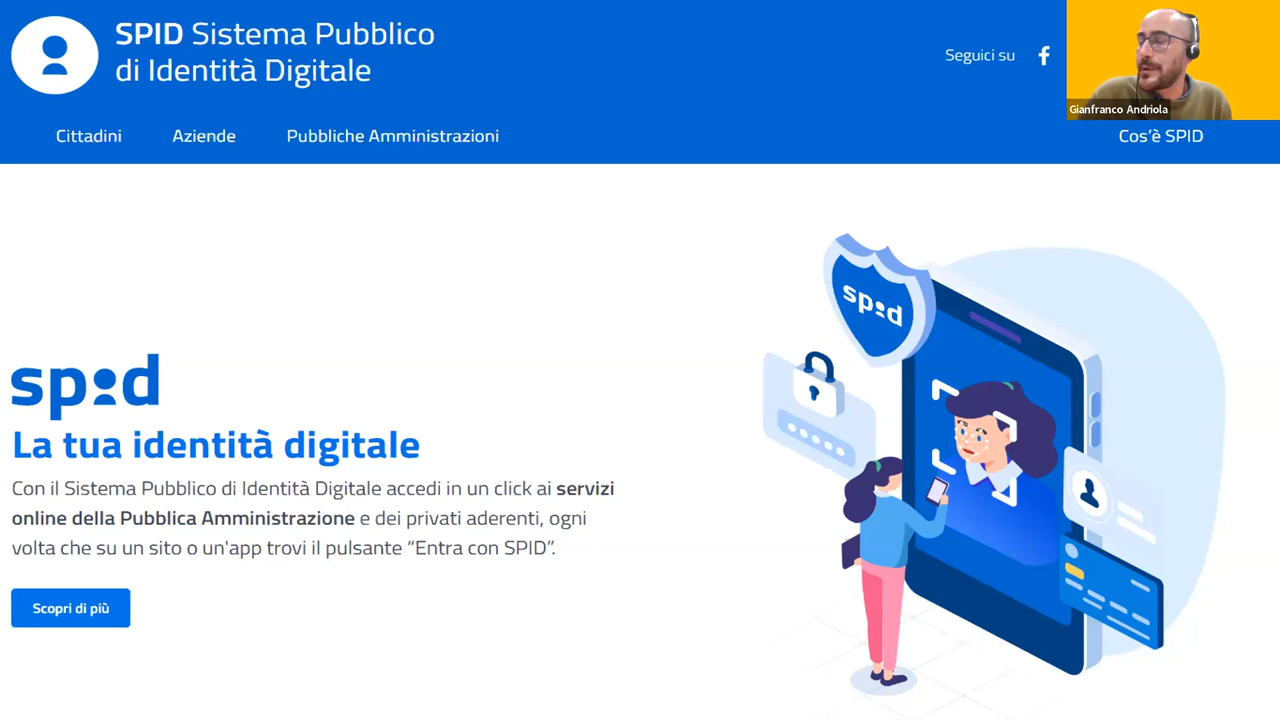 SPID Sistema Pubblico
di Identità Digitale
Seguici su
Gianfranco Andriola
Cittadini
Aziende
Pubbliche Amministrazioni
Cos'è SPID
spid
spid
La tua identità digitale
Con il Sistema Pubblico di Identità Digitale accedi in un click ai servizi
online della Pubblica Amministrazione e dei privati aderenti, ogni
volta che su un sito o un'app trovi il pulsante “Entra con SPID”.
Scopri di più